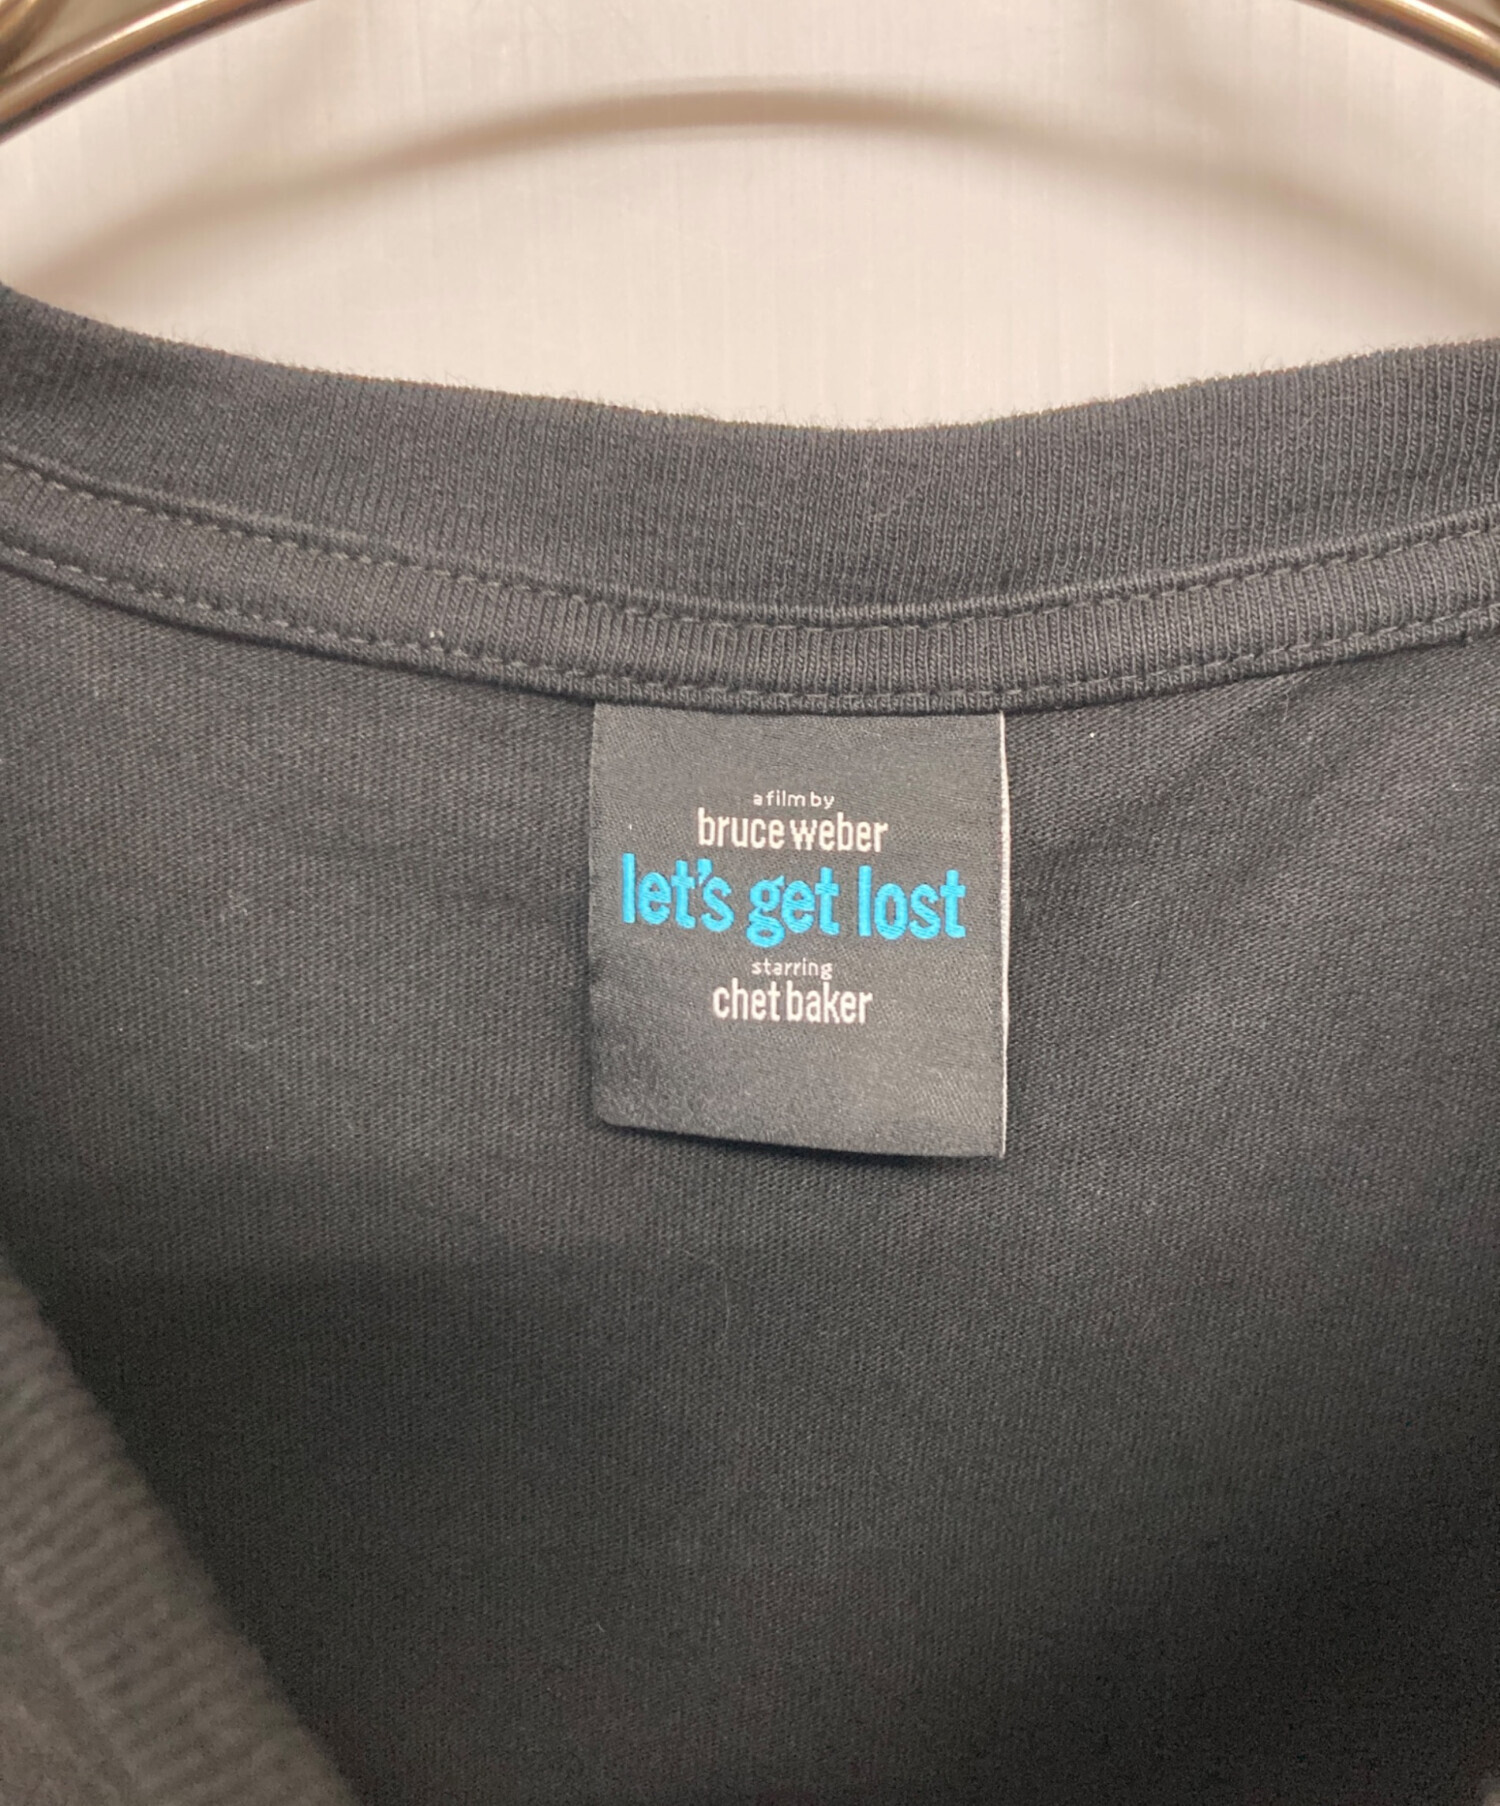 a film by
bruce weber
let's get lost
starring
chet baker